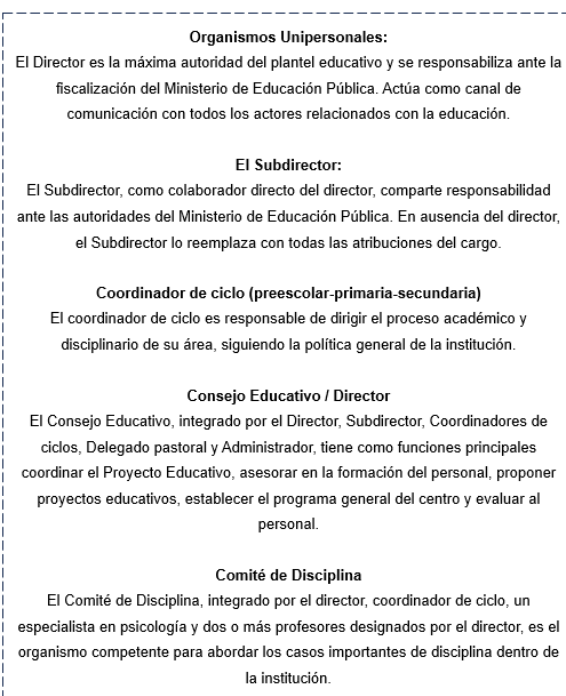 Organismos Unipersonales:
El Director es la máxima autoridad del plantel educativo y se responsabiliza ante la
fiscalización del Ministerio de Educación Pública. Actúa como canal de
comunicación con todos los actores relacionados con la educación.
El Subdirector:
El Subdirector, como colaborador directo del director, comparte responsabilidad
ante las autoridades del Ministerio de Educación Pública. En ausencia del director,
el Subdirector lo reemplaza con todas las atribuciones del cargo.
Coordinador de ciclo (preescolar-primaria-secundaria)
El coordinador de ciclo es responsable de dirigir el proceso académico y
disciplinario de su área, siguiendo la política general de la institución.
Consejo Educativo / Director
El Consejo Educativo, integrado por el Director, Subdirector, Coordinadores de
ciclos, Delegado pastoral y Administrador, tiene como funciones principales
coordinar el Proyecto Educativo, asesorar en la formación del personal, proponer
proyectos educativos, establecer el programa general del centro y evaluar al
personal.
Comité de Disciplina
El Comité de Disciplina, integrado por el director, coordinador de ciclo, un
especialista en psicología y dos o más profesores designados por el director, es el
organismo competente para abordar los casos importantes de disciplina dentro de
la institución.